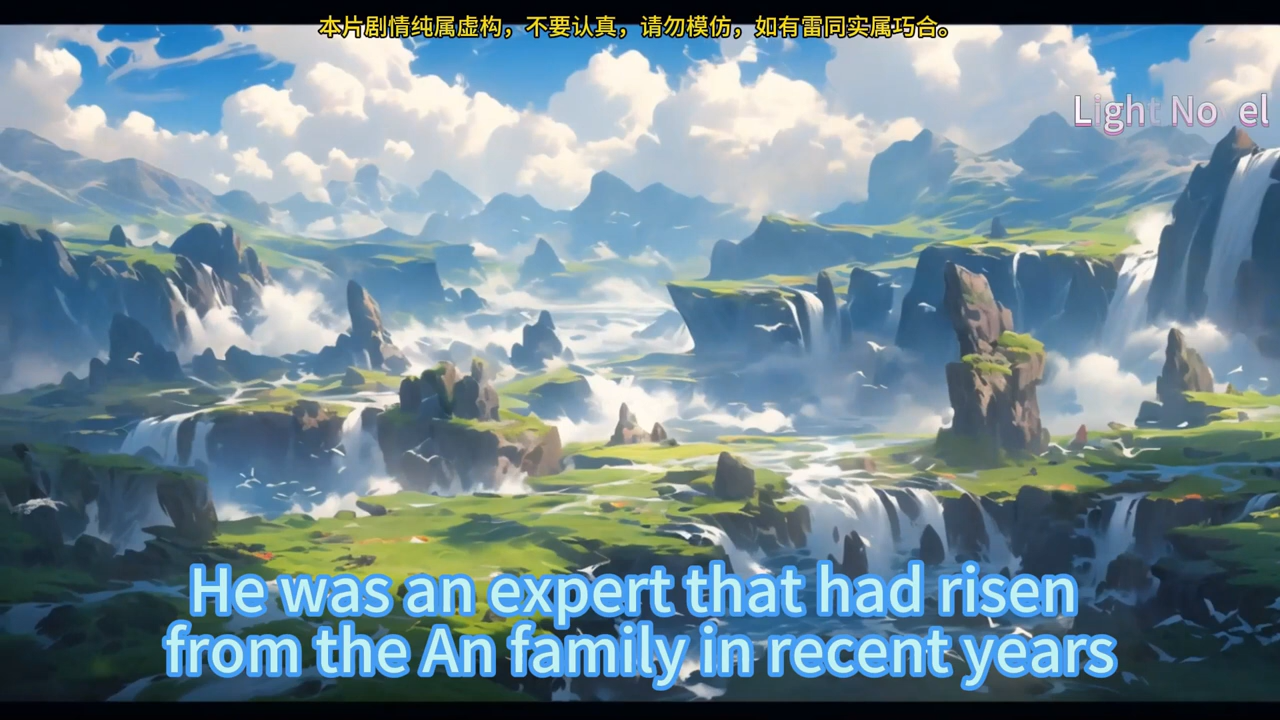 本片剧情纯属虚构，不要认真，请勿模仿，如有雷同实属巧合。
Light No el
He was an expert that had risen
from the An family in recent years